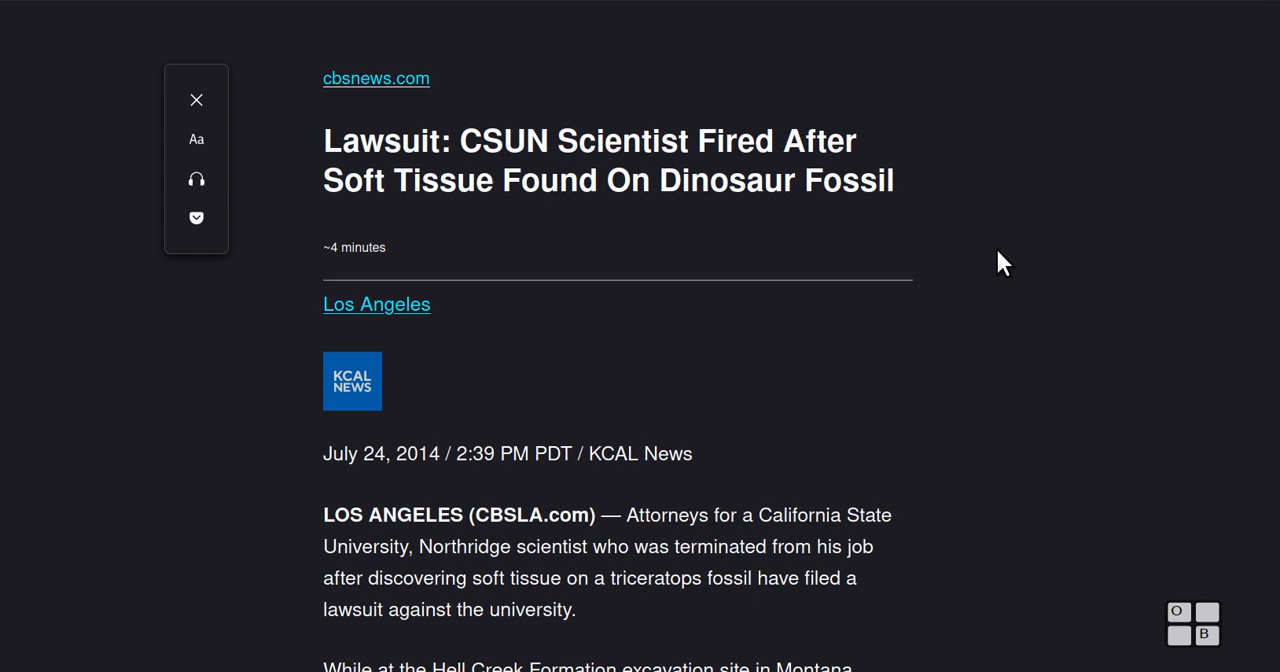 cbsnews.com
Lawsuit: CSUN Scientist Fired After
Soft Tissue Found On Dinosaur Fossil
Aa
~4 minutes
Los Angeles
KCAL
NEWS
July 24, 2014 / 2:39 PM PDT / KCAL News
LOS ANGELES (CBSLA.com) — Attorneys for a California State
University, Northridge scientist who was terminated from his job
after discovering soft tissue on a triceratops fossil have filed a
lawsuit against the university.
While at the Hell Creek Formation excavation site in Montana,
O
B